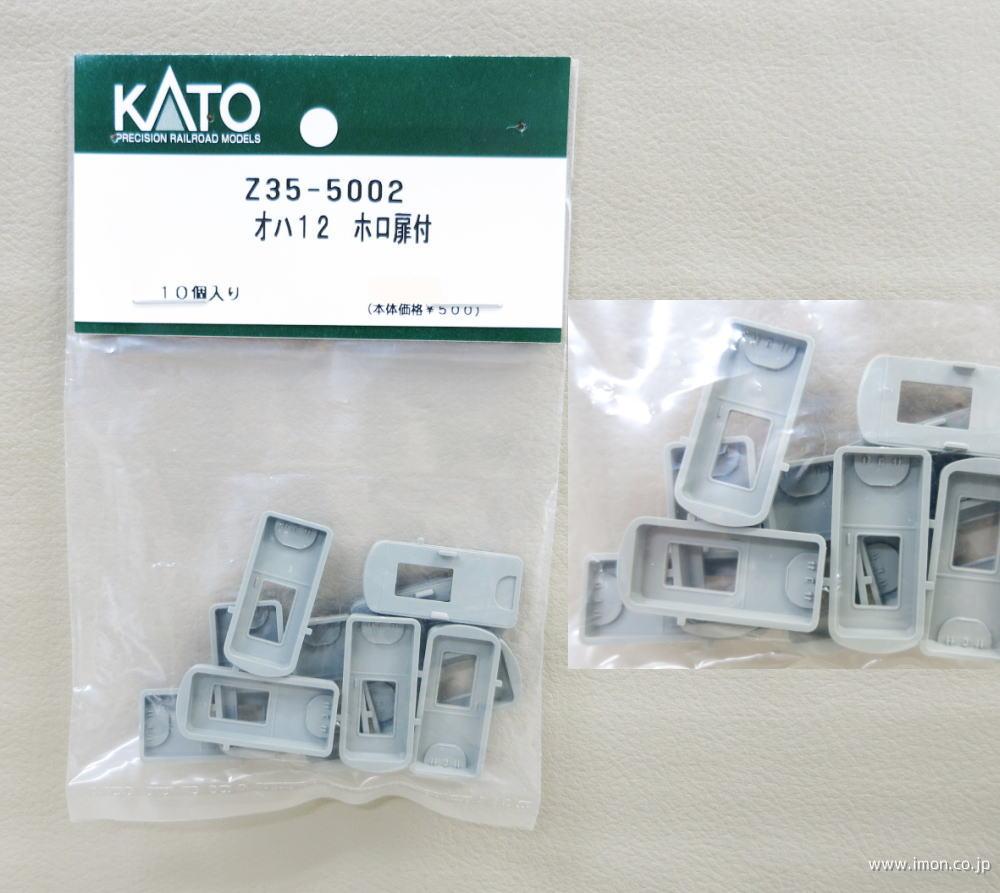 KATO
PRECISION RAILROAD MODELS
Z35-5002
オハ12 ホロ扉付
10個入り
(本体価格¥500)
www.imon.co.jp